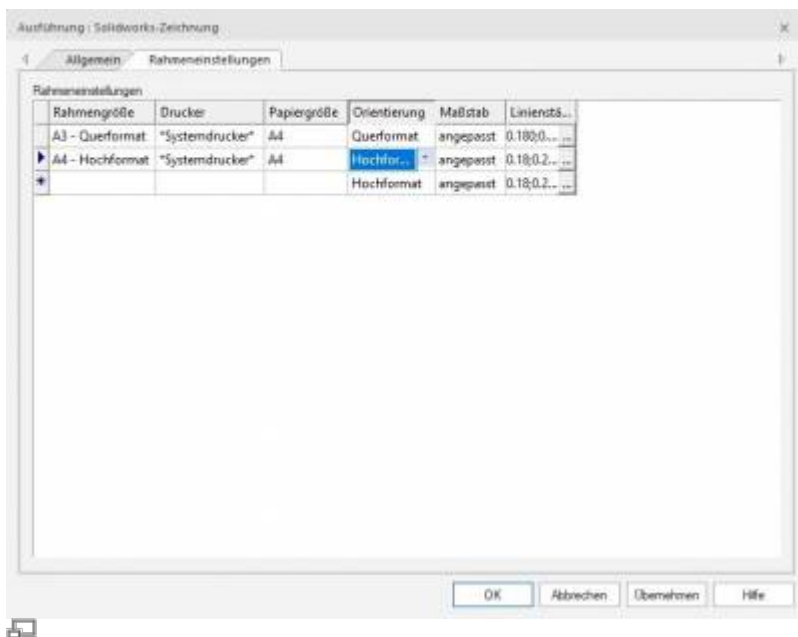 Ausführung : Solidworks-Zeichnung
Allgemein Rahmeneinstellungen
Rahmeneinstellungen
Rahmengröße Drucker Papiergröße Orientierung Maßstab Linienstä...
A3 - Querformat *Systemdrucker* A4 Querformat angepasst 0.180;0.... ...
A4 - Hochformat *Systemdrucker* A4 Hochfor... angepasst 0.18;0.2... ...
Hochformat angepasst 0.18;0.2... ...
OK Abbrechen Übernehmen Hilfe